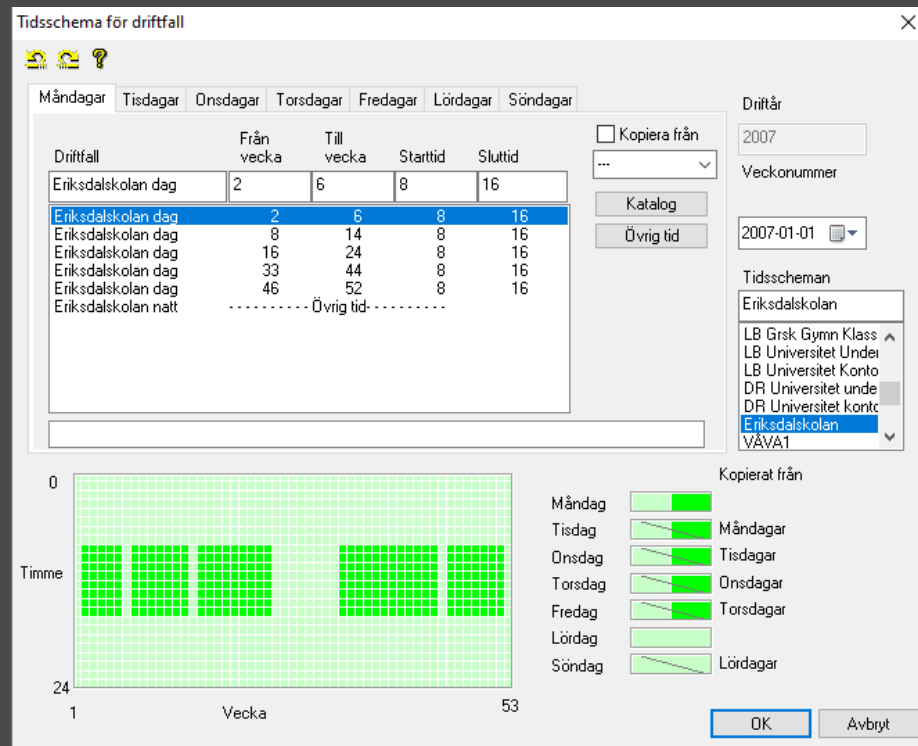 Tidsschema för driftfall
Måndagar Tisdagar Onsdagar Torsdagar Fredagar Lördagar Söndagar
Driftfall Från vecka Till vecka Starttid Sluttid
Eriksdalskolan dag 2 6 8 16
Eriksdalskolan dag 2 6 8 16
Eriksdalskolan dag 8 14 8 16
Eriksdalskolan dag 16 24 8 16
Eriksdalskolan dag 33 44 8 16
Eriksdalskolan dag 46 52 8 16
Eriksdalskolan natt - - - - - - - - - - Övrig tid- - - - - - - - - -
Kopiera från
---
Katalog
Övrig tid
Driftår
2007
Veckonummer
2007-01-01
Tidsscheman
Eriksdalskolan
LB Grsk Gymn Klass
LB Universitet Under
LB Universitet Konto
DR Universitet unde
DR Universitet kontc
Eriksdalskolan
VÅVA1
0
Timme
24
1 Vecka 53
Kopierat från
Måndag
Tisdag Måndagar
Onsdag Tisdagar
Torsdag Onsdagar
Fredag Torsdagar
Lördag
Söndag Lördagar
OK Avbryt